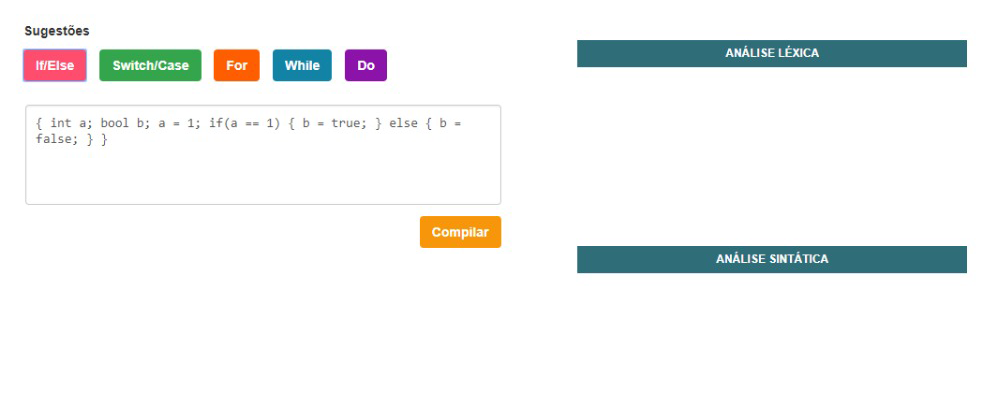 Sugestões
If/Else Switch/Case For While Do
{ int a; bool b; a = 1; if(a == 1) { b = true; } else { b =
false; } }
Compilar
ANÁLISE LÉXICA
ANÁLISE SINTÁTICA